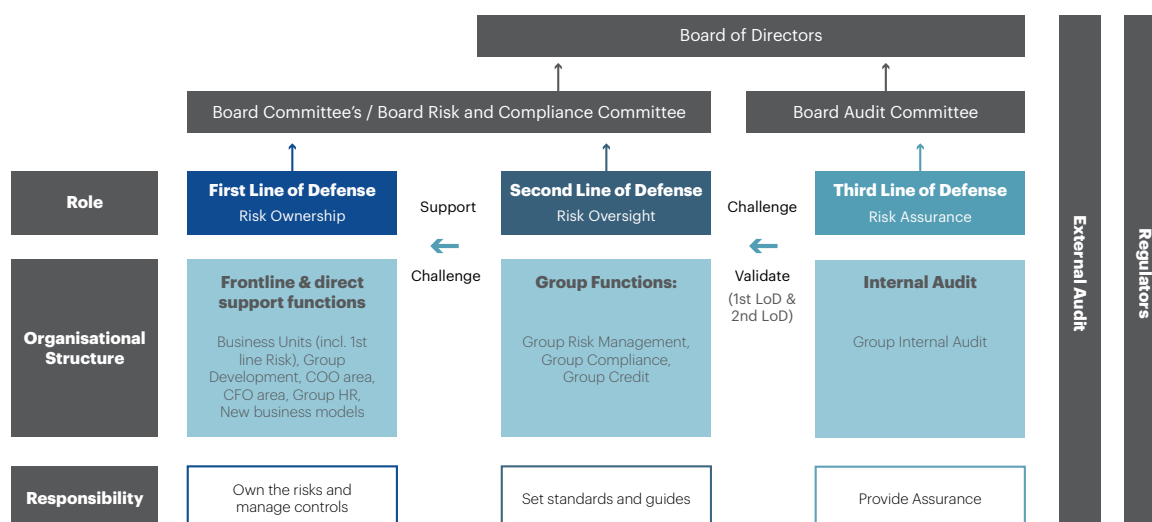 Board of Directors
Board Committee's / Board Risk and Compliance Committee
Board Audit Committee
Role
First Line of Defense
Risk Ownership
Support
Challenge
Second Line of Defense
Risk Oversight
Challenge
Validate
(1st LoD &
2nd LoD)
Third Line of Defense
Risk Assurance
Organisational
Structure
Frontline & direct
support functions
Business Units (incl. 1st
line Risk), Group
Development, COO area,
CFO area, Group HR,
New business models
Group Functions:
Group Risk Management,
Group Compliance,
Group Credit
Internal Audit
Group Internal Audit
Responsibility
Own the risks and
manage controls
Set standards and guides
Provide Assurance
External Audit
Regulators